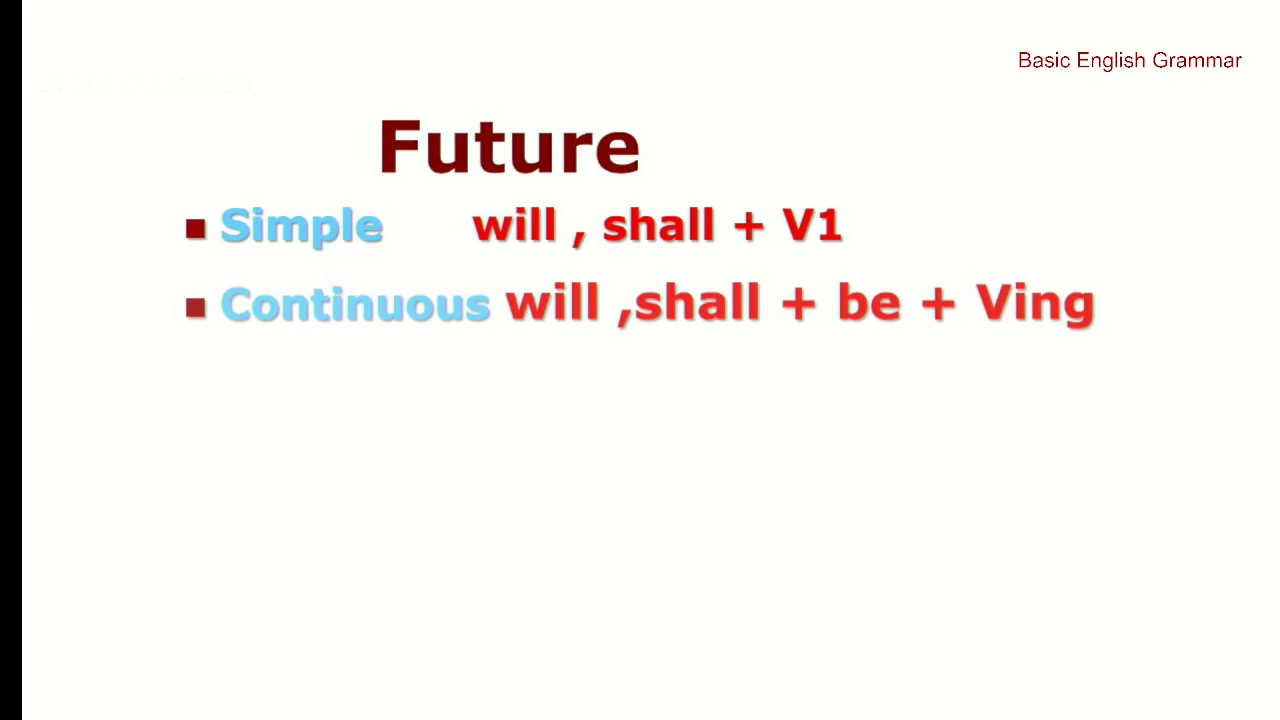 Basic English Grammar
Future
Simple will , shall + V1
Continuous will ,shall + be + Ving